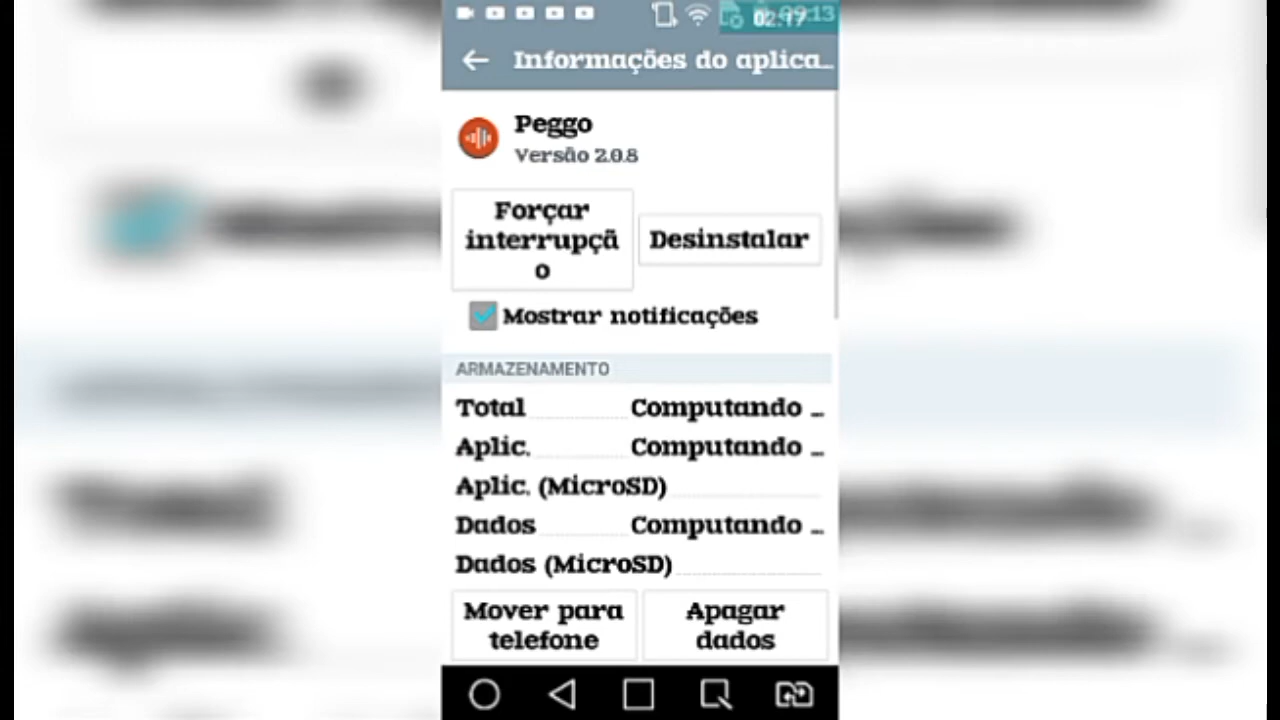 02:17
Informações do aplica...
Peggo
Versão 2.0.8
Forçar
interrupçã
o
Desinstalar
Mostrar notificações
ARMAZENAMENTO
Total Computando ...
Aplic. Computando ...
Aplic. (MicroSD)
Dados Computando ...
Dados (MicroSD)
Mover para
telefone
Apagar
dados